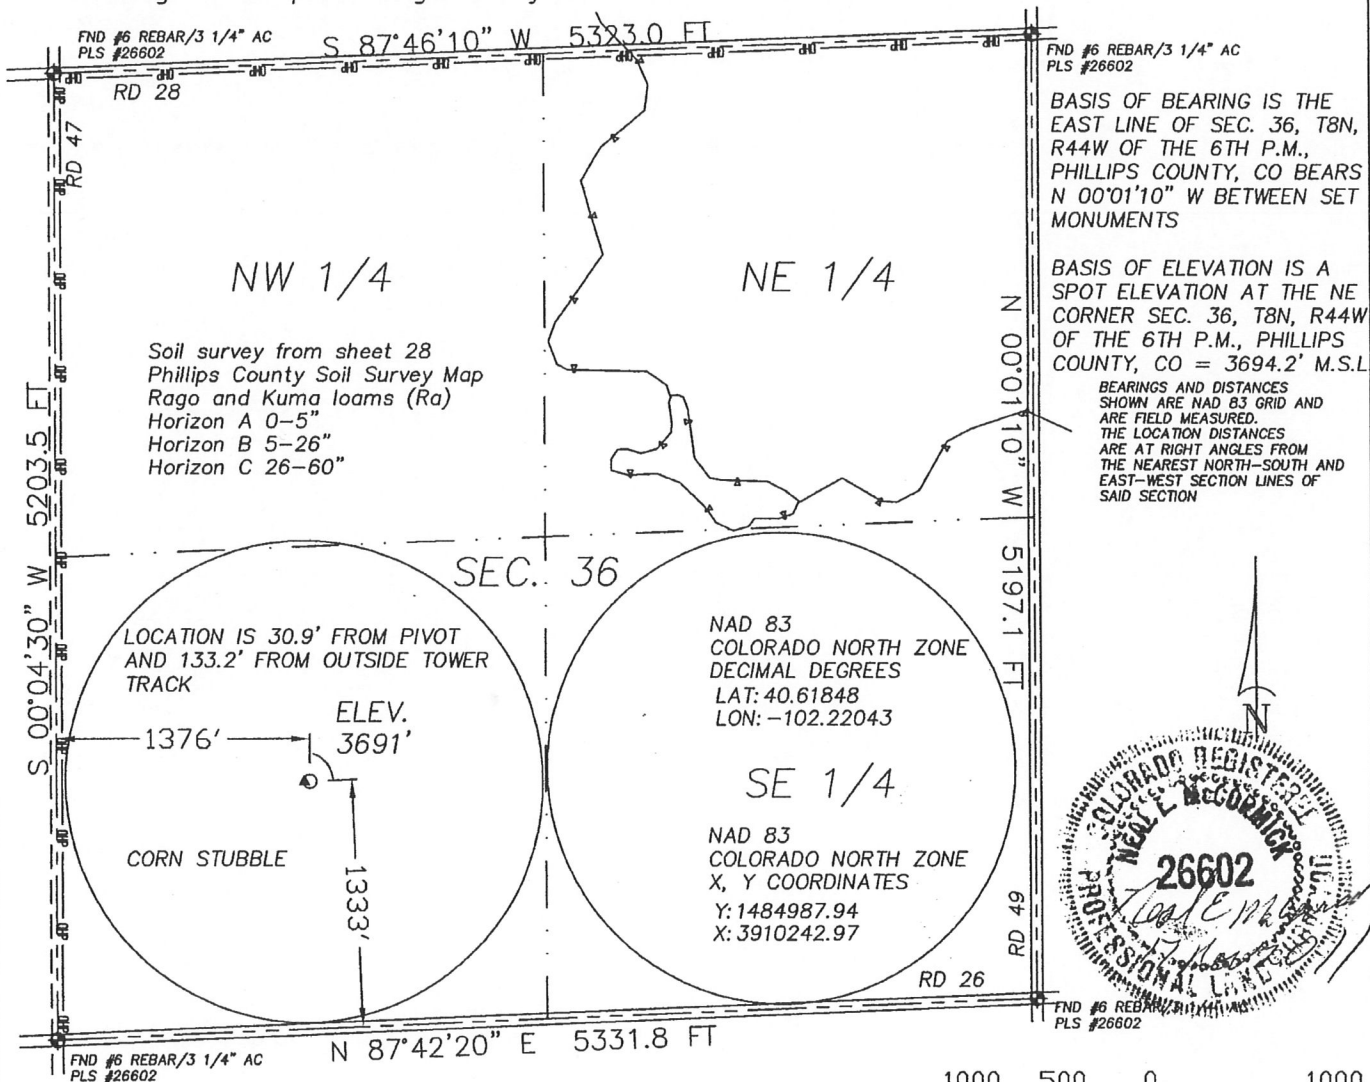 FND #6 REBAR/3 1/4" AC
PLS #26602
S 87°46'10" W 5323.0 FT
FND #6 REBAR/3 1/4" AC
PLS #26602
RD 28
RD 47
BASIS OF BEARING IS THE
EAST LINE OF SEC. 36, T8N,
R44W OF THE 6TH P.M.,
PHILLIPS COUNTY, CO BEARS
N 00°01'10" W BETWEEN SET
MONUMENTS
NW 1/4
NE 1/4
BASIS OF ELEVATION IS A
SPOT ELEVATION AT THE NE
CORNER SEC. 36, T8N, R44W
OF THE 6TH P.M., PHILLIPS
COUNTY, CO = 3694.2' M.S.L.
Soil survey from sheet 28
Phillips County Soil Survey Map
Rago and Kuma loams (Ra)
Horizon A 0-5"
Horizon B 5-26"
Horizon C 26-60"
BEARINGS AND DISTANCES
SHOWN ARE NAD 83 GRID AND
ARE FIELD MEASURED.
THE LOCATION DISTANCES
ARE AT RIGHT ANGLES FROM
THE NEAREST NORTH-SOUTH AND
EAST-WEST SECTION LINES OF
SAID SECTION
S 00°04'30" W 5203.5 FT
N 00°01'10" W 5197.1 FT
SEC. 36
LOCATION IS 30.9' FROM PIVOT
AND 133.2' FROM OUTSIDE TOWER
TRACK
ELEV.
3691'
1376'
1333'
CORN STUBBLE
NAD 83
COLORADO NORTH ZONE
DECIMAL DEGREES
LAT: 40.61848
LON: -102.22043
SE 1/4
NAD 83
COLORADO NORTH ZONE
X, Y COORDINATES
Y: 1484987.94
X: 3910242.97
RD 49
RD 26
N
COLORADO REGISTERED
NEAL E. McCORMICK
26602
PROFESSIONAL LAND
FND #6 REBAR
PLS #26602
N 87°42'20" E 5331.8 FT
FND #6 REBAR/3 1/4" AC
PLS #26602
1000 500 0 1000